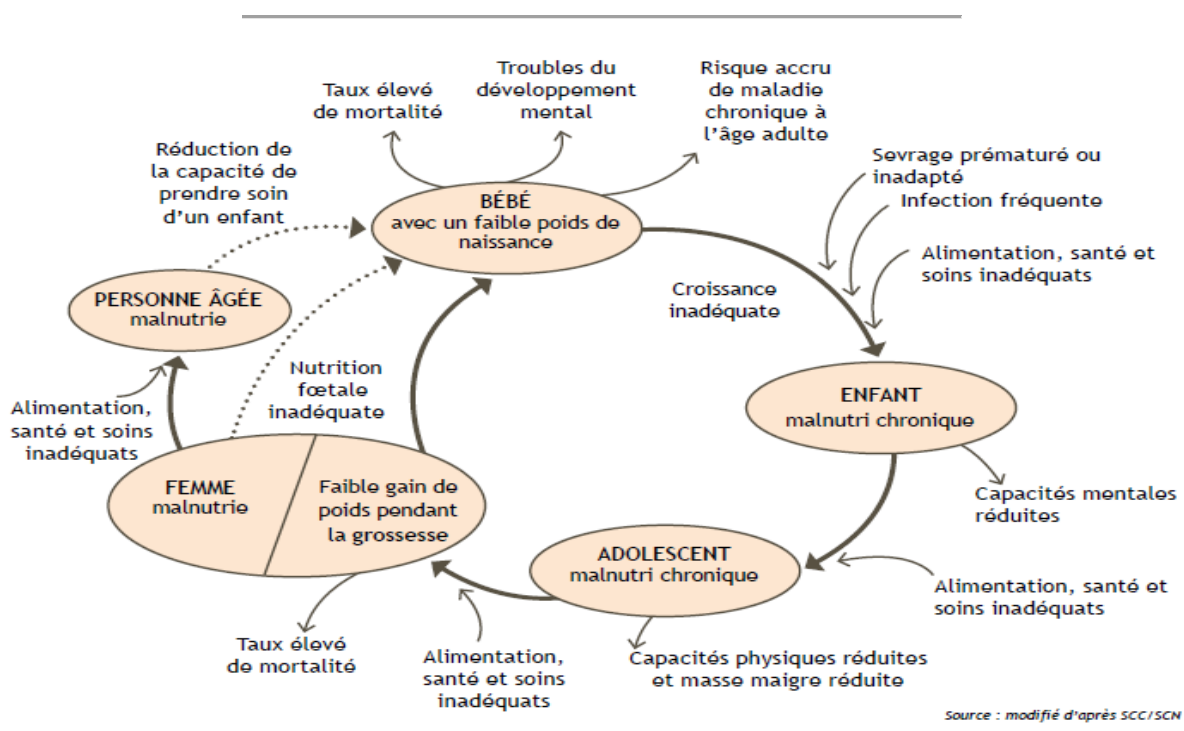 Taux élevé
de mortalité
Troubles du
développement
mental
Risque accru
de maladie
chronique à
l'âge adulte
Réduction de
la capacité de
prendre soin
d'un enfant
Sevrage prématuré ou
inadapté
Infection fréquente
Alimentation, santé et
soins inadéquats
BÉBÉ
avec un faible poids de
naissance
Croissance
inadéquate
PERSONNE ÂGÉE
malnutrie
Nutrition
fœtale
inadéquate
Alimentation,
santé et soins
inadéquats
ENFANT
malnutri chronique
Capacités mentales
réduites
FEMME
malnutrie
Faible gain de
poids pendant
la grossesse
ADOLESCENT
malnutri chronique
Alimentation, santé et
soins inadéquats
Taux élevé
de mortalité
Alimentation,
santé et soins
inadéquats
Capacités physiques réduites
et masse maigre réduite
Source : modifié d'après SCC/SCN